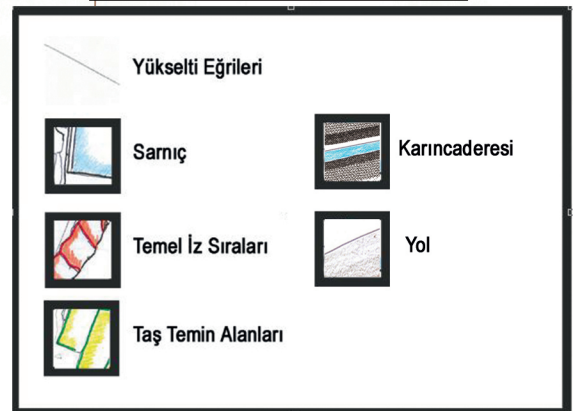 Yükselti Eğrileri
Sarnıç
Temel İz Sıraları
Taş Temin Alanları
Karıncaderesi
Yol